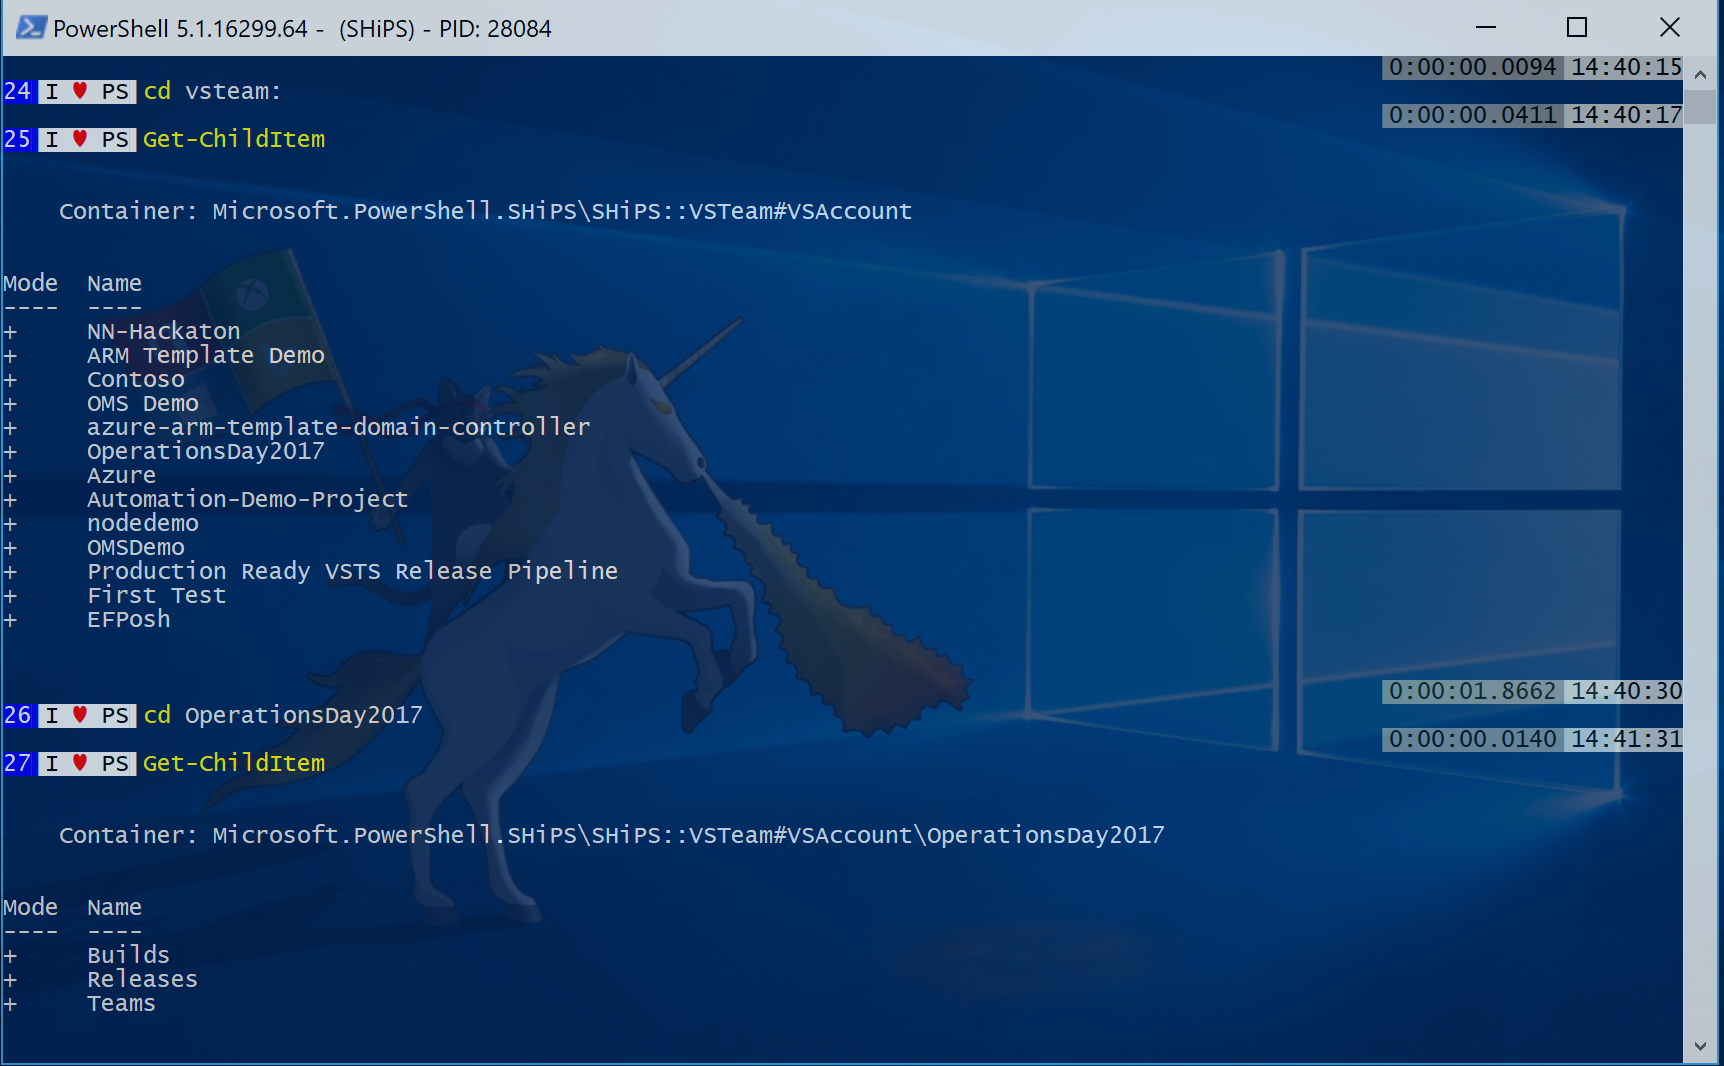 PowerShell 5.1.16299.64 -  (SHiPS) - PID: 28084
0:00:00.0094 14:40:15
24 I ♥ PS cd vsteam:
0:00:00.0411 14:40:17
25 I ♥ PS Get-ChildItem
Container: Microsoft.PowerShell.SHiPS\SHiPS::VSTeam#VSAccount
Mode  Name
----  ----
+     NN-Hackaton
+     ARM Template Demo
+     Contoso
+     OMS Demo
+     azure-arm-template-domain-controller
+     OperationsDay2017
+     Azure
+     Automation-Demo-Project
+     nodedemo
+     OMSDemo
+     Production Ready VSTS Release Pipeline
+     First Test
+     EFPosh
0:00:01.8662 14:40:30
26 I ♥ PS cd OperationsDay2017
0:00:00.0140 14:41:31
27 I ♥ PS Get-ChildItem
Container: Microsoft.PowerShell.SHiPS\SHiPS::VSTeam#VSAccount\OperationsDay2017
Mode  Name
----  ----
+     Builds
+     Releases
+     Teams